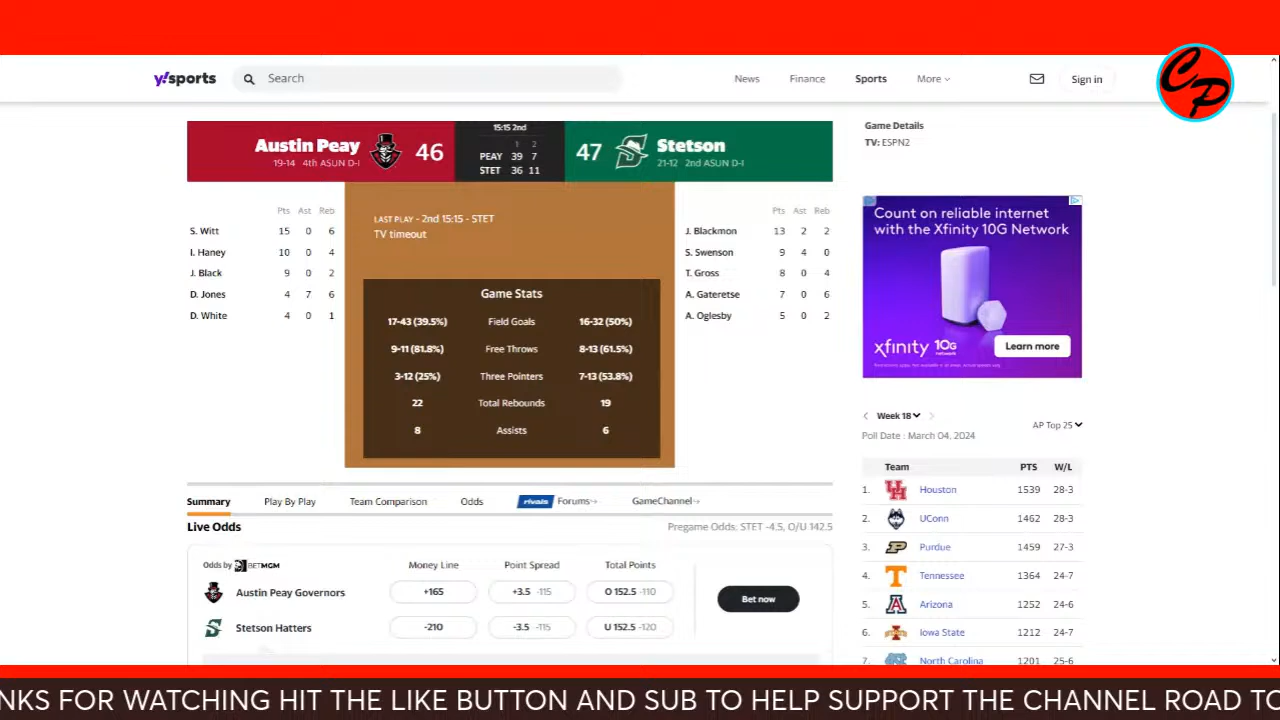 y!sports
Search
News
Finance
Sports
More
Sign in
CP
Austin Peay
19-14 4th ASUN D-I
46
15:15 2nd
1 2
PEAY 39 7
STET 36 11
47
Stetson
21-12 2nd ASUN D-I
Game Details
TV: ESPN2
Pts Ast Reb
S. Witt 15 0 6
I. Haney 10 0 4
J. Black 9 0 2
D. Jones 4 7 6
D. White 4 0 1
LAST PLAY - 2nd 15:15 - STET
TV timeout
Game Stats
17-43 (39.5%) Field Goals 16-32 (50%)
9-11 (81.8%) Free Throws 8-13 (61.5%)
3-12 (25%) Three Pointers 7-13 (53.8%)
22 Total Rebounds 19
8 Assists 6
Pts Ast Reb
J. Blackmon 13 2 2
S. Swenson 9 4 0
T. Gross 8 0 4
A. Gateretse 7 0 6
A. Oglesby 5 0 2
Count on reliable internet
with the Xfinity 10G Network
xfinity 10G
NETWORK
Learn more
Week 18
AP Top 25
Poll Date : March 04, 2024
Team PTS W/L
1. Houston 1539 28-3
2. UConn 1462 28-3
3. Purdue 1459 27-3
4. Tennessee 1364 24-7
5. Arizona 1252 24-6
6. Iowa State 1212 24-7
7. North Carolina 1201 25-6
Summary
Play By Play
Team Comparison
Odds
rivals Forums
GameChannel
Live Odds
Pregame Odds: STET -4.5, O/U 142.5
Odds by BETMGM
Money Line Point Spread Total Points
Austin Peay Governors +165 +3.5 -115 O 152.5 -110
Stetson Hatters -210 -3.5 -115 U 152.5 -120
Bet now
NKS FOR WATCHING HIT THE LIKE BUTTON AND SUB TO HELP SUPPORT THE CHANNEL ROAD TO